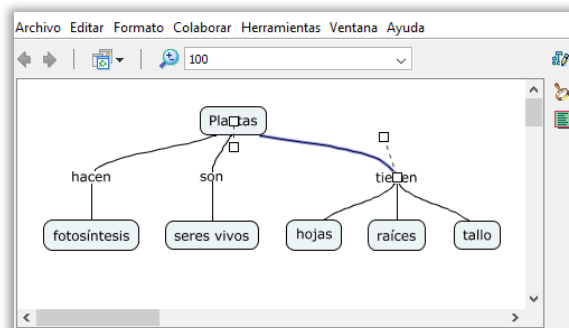 Archivo Editar Formato Colaborar Herramientas Ventana Ayuda
100
Plantas
hacen son tienen
fotosíntesis seres vivos hojas raíces tallo